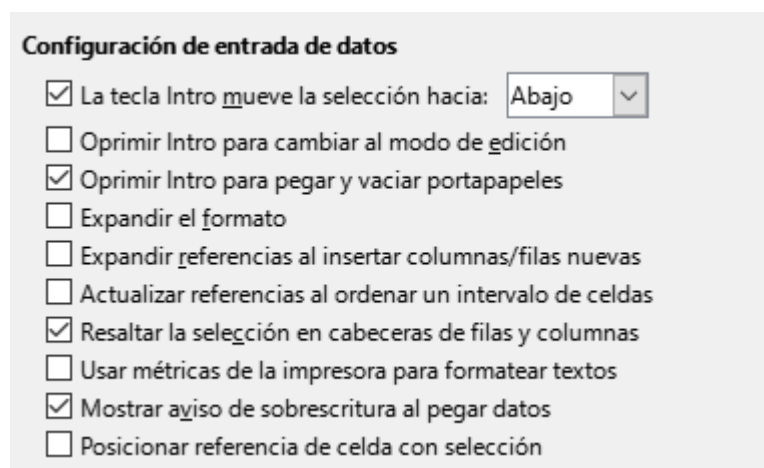 Configuración de entrada de datos
La tecla Intro mueve la selección hacia: Abajo
Oprimir Intro para cambiar al modo de edición
Oprimir Intro para pegar y vaciar portapapeles
Expandir el formato
Expandir referencias al insertar columnas/filas nuevas
Actualizar referencias al ordenar un intervalo de celdas
Resaltar la selección en cabeceras de filas y columnas
Usar métricas de la impresora para formatear textos
Mostrar aviso de sobrescritura al pegar datos
Posicionar referencia de celda con selección